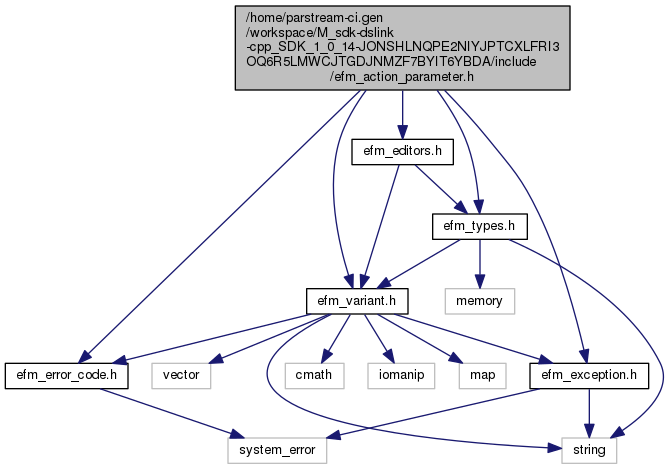 /home/parstream-ci.gen
/workspace/M_sdk-dslink
-cpp_SDK_1_0_14-JONSHLNQPE2NIYJPTCXLFRI3
OQ6R5LMWCJTGDJNMZF7BYIT6YBDA/include
/efm_action_parameter.h
efm_editors.h
efm_types.h
efm_variant.h
memory
efm_error_code.h
vector
cmath
iomanip
map
efm_exception.h
system_error
string